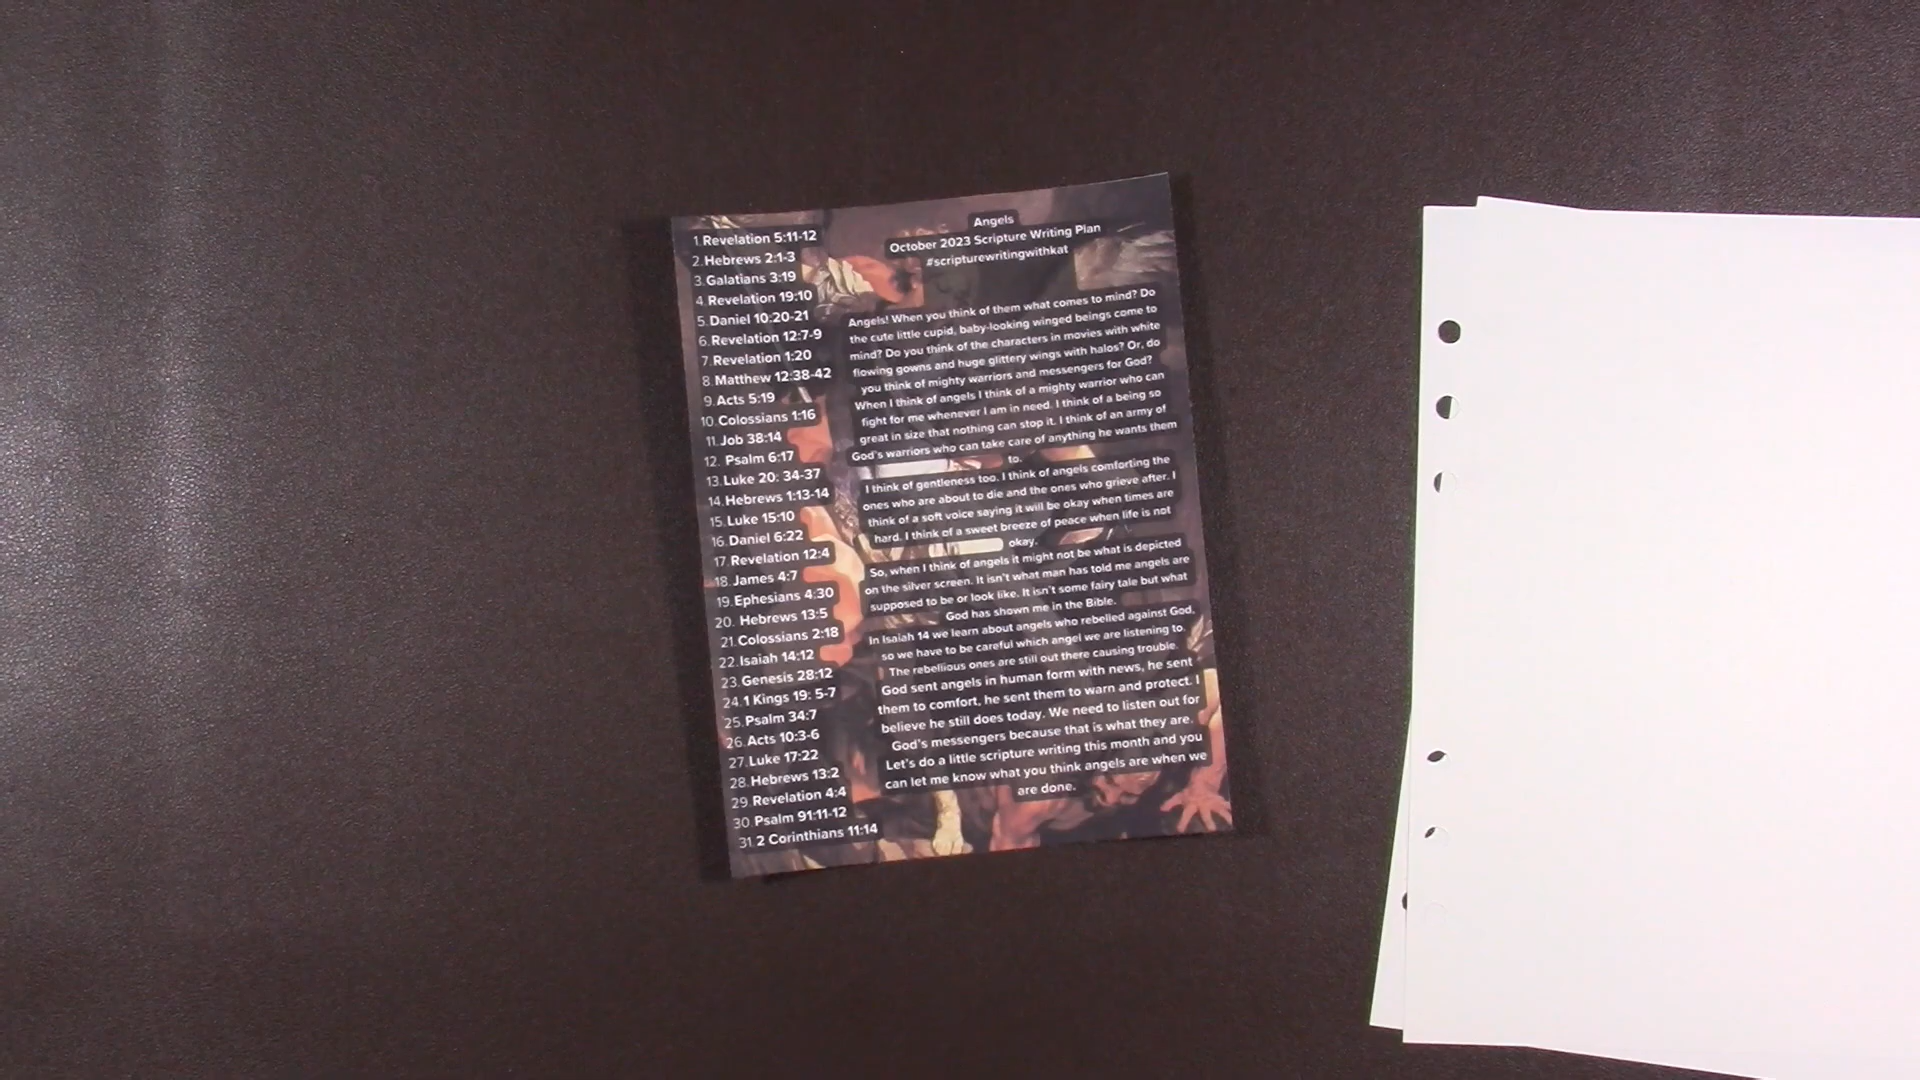 1. Revelation 5:11-12
2. Hebrews 2:1-3
3. Galatians 3:19
4. Revelation 19:10
5. Daniel 10:20-21
6. Revelation 12:7-9
7. Revelation 1:20
8. Matthew 12:38-42
9. Acts 5:19
10. Colossians 1:16
11. Job 38:14
12. Psalm 6:17
13. Luke 20: 34-37
14. Hebrews 1:13-14
15. Luke 15:10
16. Daniel 6:22
17. Revelation 12:4
18. James 4:7
19. Ephesians 4:30
20. Hebrews 13:5
21. Colossians 2:18
22. Isaiah 14:12
23. Genesis 28:12
24. 1 Kings 19: 5-7
25. Psalm 34:7
26. Acts 10:3-6
27. Luke 17:22
28. Hebrews 13:2
29. Revelation 4:4
30. Psalm 91:11-12
31. 2 Corinthians 11:14
Angels
October 2023 Scripture Writing Plan
#scripturewritingwithkat
Angels! When you think of them what comes to mind? Do
the cute little cupid, baby-looking winged beings come to
mind? Do you think of the characters in movies with white
flowing gowns and huge glittery wings with halos? Or, do
you think of mighty warriors and messengers for God?
When I think of angels I think of a mighty warrior who can
fight for me whenever I am in need. I think of a being so
great in size that nothing can stop it. I think of an army of
God's warriors who can take care of anything he wants them
to.
I think of gentleness too. I think of angels comforting the
ones who are about to die and the ones who grieve after. I
think of a soft voice saying it will be okay when times are
hard. I think of a sweet breeze of peace when life is not
okay.
So, when I think of angels it might not be what is depicted
on the silver screen. It isn't what man has told me angels are
supposed to be or look like. It isn't some fairy tale but what
God has shown me in the Bible.
In Isaiah 14 we learn about angels who rebelled against God,
so we have to be careful which angel we are listening to.
The rebellious ones are still out there causing trouble.
God sent angels in human form with news, he sent
them to comfort, he sent them to warn and protect. I
believe he still does today. We need to listen out for
God's messengers because that is what they are.
Let's do a little scripture writing this month and you
can let me know what you think angels are when we
are done.